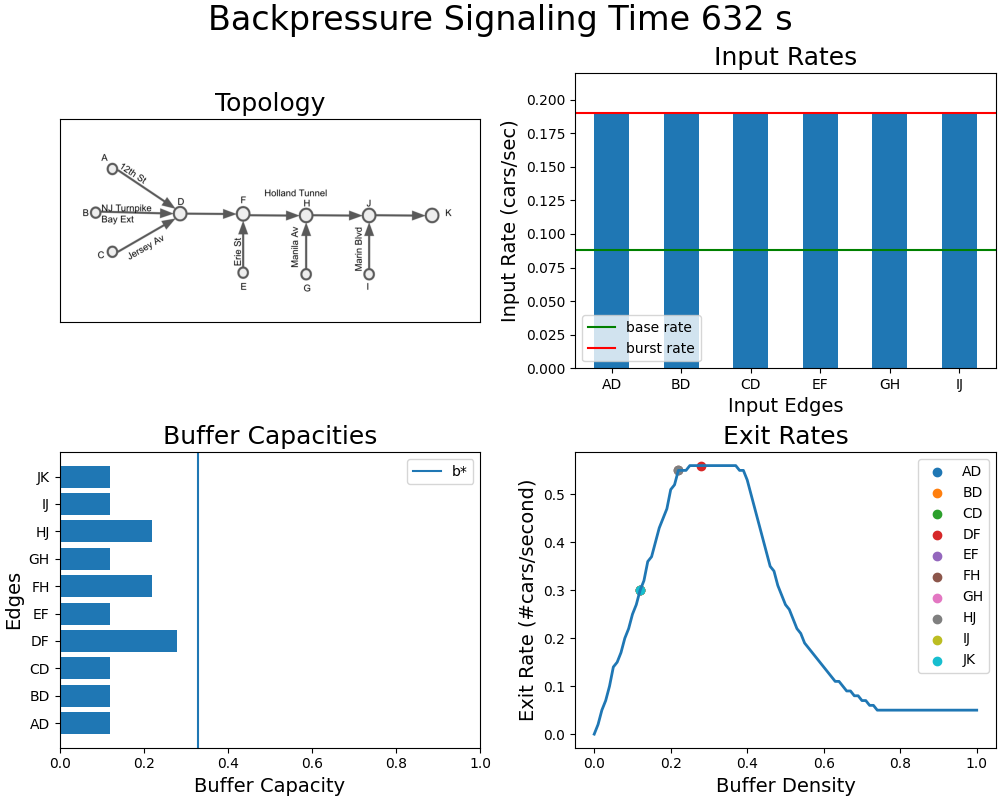 Backpressure Signaling Time 632 s
Topology
A
12th St
B
NJ Turnpike
Bay Ext
C
Jersey Av
D
F
Holland Tunnel
H
J
K
Erie St
Manila Av
Marin Blvd
E
G
I
Input Rates
Input Rate (cars/sec)
0.200
0.175
0.150
0.125
0.100
0.075
0.050
0.025
0.000
base rate
burst rate
AD BD CD EF GH IJ
Input Edges
Buffer Capacities
Edges
JK
IJ
HJ
GH
FH
EF
DF
CD
BD
AD
b*
0.0 0.2 0.4 0.6 0.8 1.0
Buffer Capacity
Exit Rates
Exit Rate (#cars/second)
0.5
0.4
0.3
0.2
0.1
0.0
AD
BD
CD
DF
EF
FH
GH
HJ
IJ
JK
0.0 0.2 0.4 0.6 0.8 1.0
Buffer Density